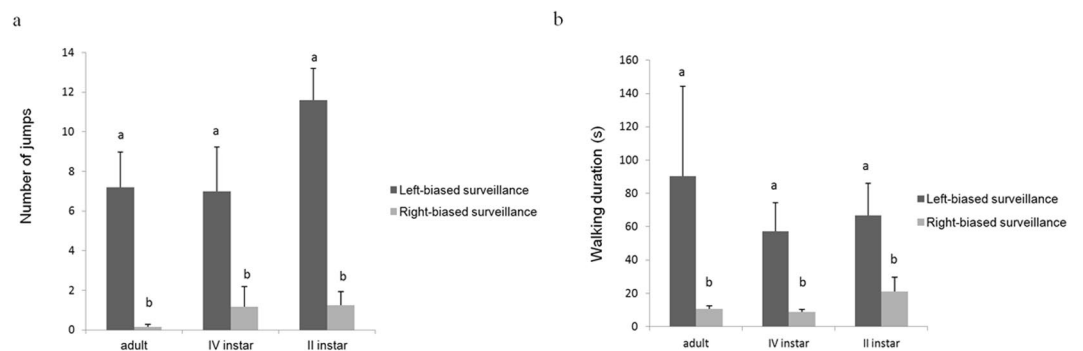 a
14
12
10
8
6
4
2
0
Number of jumps
a
b
a
b
a
b
adult
IV instar
II instar
Left-biased surveillance
Right-biased surveillance
b
160
140
120
100
80
60
40
20
0
Walking duration (s)
a
b
a
b
a
b
adult
IV instar
II instar
Left-biased surveillance
Right-biased surveillance